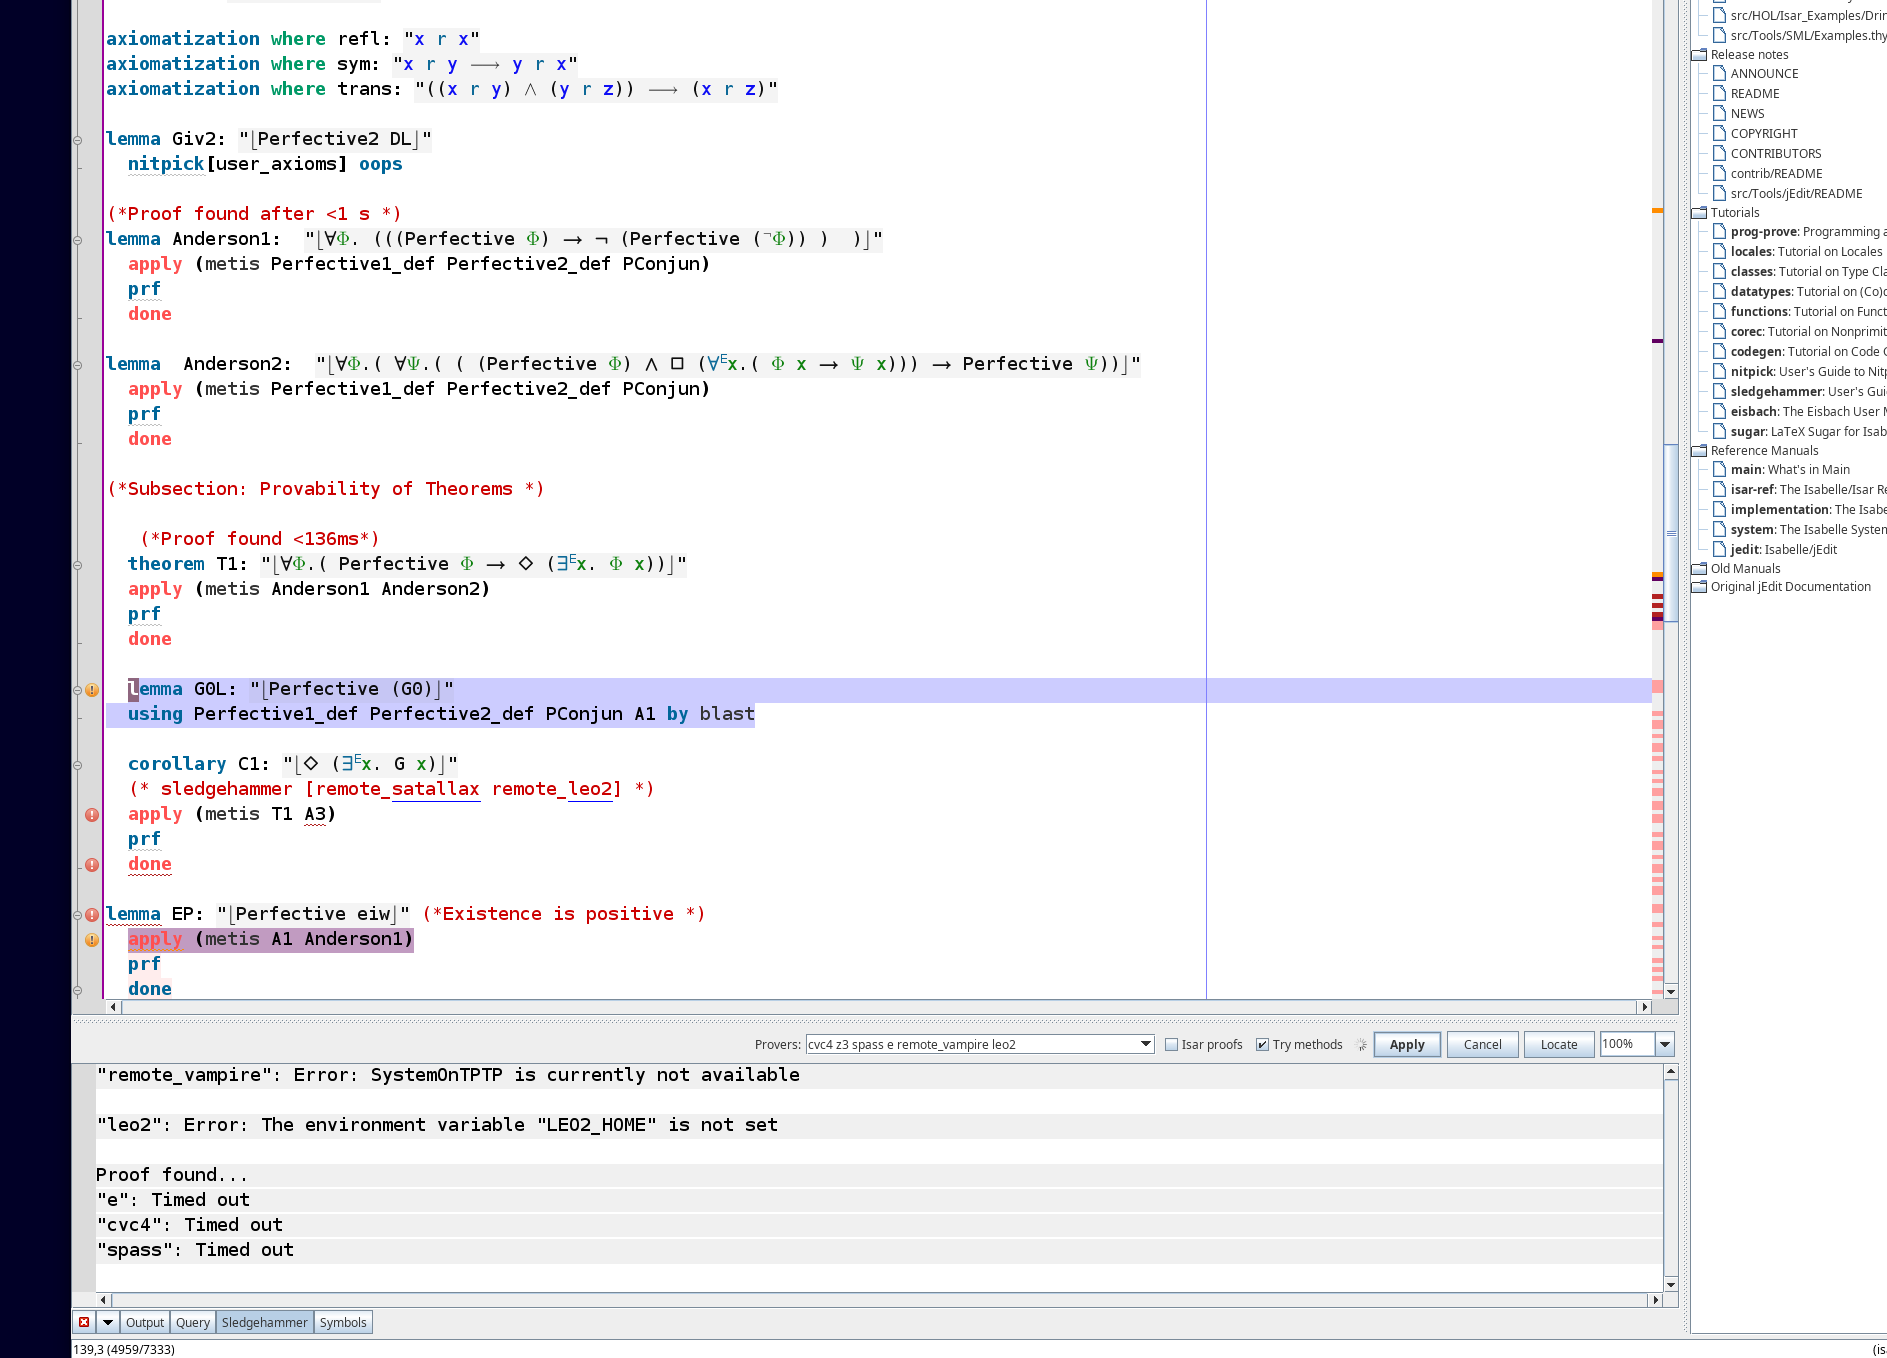 axiomatization where refl: "x r x"
axiomatization where sym: "x r y ⟶ y r x"
axiomatization where trans: "((x r y) ∧ (y r z)) ⟶ (x r z)"
lemma Giv2: "⌊Perfective2 DL⌋"
nitpick[user_axioms] oops
(*Proof found after <1 s *)
lemma Anderson1:  "⌊∀Φ. (((Perfective Φ) → ¬ (Perfective (⌝Φ)) )  )⌋"
apply (metis Perfective1_def Perfective2_def PConjun)
prf
done
lemma  Anderson2:  "⌊∀Φ.( ∀Ψ.( ( (Perfective Φ) ∧ □ (∀ᴱx.( Φ x → Ψ x))) → Perfective Ψ))⌋"
apply (metis Perfective1_def Perfective2_def PConjun)
prf
done
(*Subsection: Provability of Theorems *)
(*Proof found <136ms*)
theorem T1: "⌊∀Φ.( Perfective Φ → ◇ (∃ᴱx. Φ x))⌋"
apply (metis Anderson1 Anderson2)
prf
done
lemma G0L: "⌊Perfective (G0)⌋"
using Perfective1_def Perfective2_def PConjun A1 by blast
corollary C1: "⌊◇ (∃ᴱx. G x)⌋"
(* sledgehammer [remote_satallax remote_leo2] *)
apply (metis T1 A3)
prf
done
lemma EP: "⌊Perfective eiw⌋" (*Existence is positive *)
apply (metis A1 Anderson1)
prf
done
Provers: cvc4 z3 spass e remote_vampire leo2 Isar proofs Try methods Apply Cancel Locate 100%
"remote_vampire": Error: SystemOnTPTP is currently not available
"leo2": Error: The environment variable "LEO2_HOME" is not set
Proof found...
"e": Timed out
"cvc4": Timed out
"spass": Timed out
Output Query Sledgehammer Symbols
139,3 (4959/7333)
src/HOL/Isar_Examples/Drin
src/Tools/SML/Examples.thy
Release notes
ANNOUNCE
README
NEWS
COPYRIGHT
CONTRIBUTORS
contrib/README
src/Tools/jEdit/README
Tutorials
prog-prove: Programming a
locales: Tutorial on Locales
classes: Tutorial on Type Cla
datatypes: Tutorial on (Co)d
functions: Tutorial on Funct
corec: Tutorial on Nonprimit
codegen: Tutorial on Code G
nitpick: User's Guide to Nitp
sledgehammer: User's Gui
eisbach: The Eisbach User M
sugar: LaTeX Sugar for Isab
Reference Manuals
main: What's in Main
isar-ref: The Isabelle/Isar Re
implementation: The Isabe
system: The Isabelle System
jedit: Isabelle/jEdit
Old Manuals
Original jEdit Documentation
(is